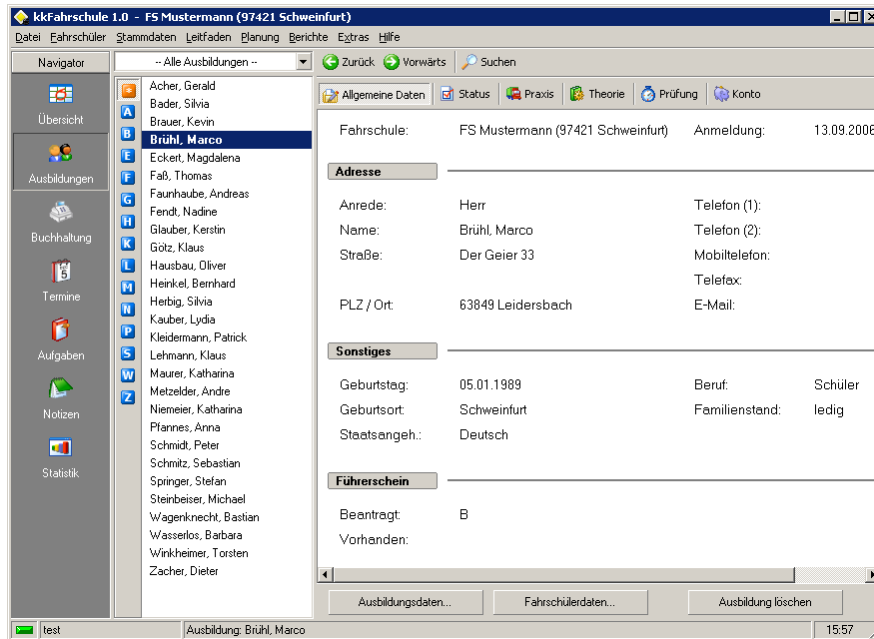 kkFahrschule 1.0 - FS Mustermann (97421 Schweinfurt)
Datei Fahrschüler Stammdaten Leitfaden Planung Berichte Extras Hilfe
Navigator
-- Alle Ausbildungen --
Zurück Vorwärts Suchen
Übersicht
Ausbildungen
Buchhaltung
Termine
5
Aufgaben
Notizen
Statistik
*
A
B
E
F
G
H
K
L
M
N
P
S
W
Z
Acher, Gerald
Bader, Silvia
Brauer, Kevin
Brühl, Marco
Eckert, Magdalena
Faß, Thomas
Faunhaube, Andreas
Fendt, Nadine
Glauber, Kerstin
Götz, Klaus
Hausbau, Oliver
Heinkel, Bernhard
Herbig, Silvia
Kauber, Lydia
Kleidermann, Patrick
Lehmann, Klaus
Maurer, Katharina
Metzelder, Andre
Niemeier, Katharina
Pfannes, Anna
Schmidt, Peter
Schmitz, Sebastian
Springer, Stefan
Steinbeiser, Michael
Wagenknecht, Bastian
Wasserlos, Barbara
Winkheimer, Torsten
Zacher, Dieter
Allgemeine Daten Status Praxis Theorie Prüfung Konto
Fahrschule: FS Mustermann (97421 Schweinfurt) Anmeldung: 13.09.2006
Adresse
Anrede: Herr Telefon (1):
Name: Brühl, Marco Telefon (2):
Straße: Der Geier 33 Mobiltelefon:
Telefax:
PLZ / Ort: 63849 Leidersbach E-Mail:
Sonstiges
Geburtstag: 05.01.1989 Beruf: Schüler
Geburtsort: Schweinfurt Familienstand: ledig
Staatsangeh.: Deutsch
Führerschein
Beantragt: B
Vorhanden:
Ausbildungsdaten... Fahrschülerdaten... Ausbildung löschen
test Ausbildung: Brühl, Marco 15:57